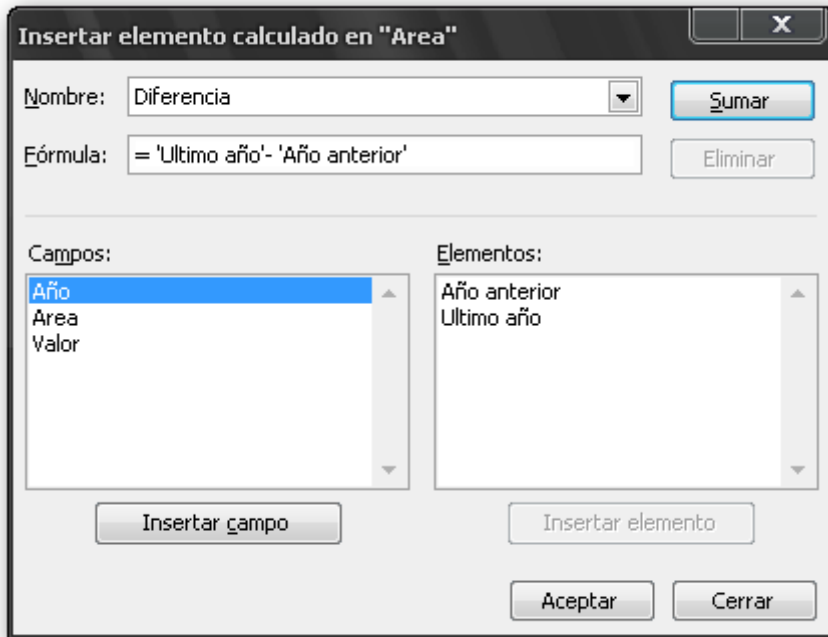 Insertar elemento calculado en "Area"
Nombre: Diferencia Sumar
Fórmula: = 'Ultimo año'- 'Año anterior' Eliminar
Campos: Elementos:
Año Año anterior
Area Ultimo año
Valor
Insertar campo Insertar elemento
Aceptar Cerrar